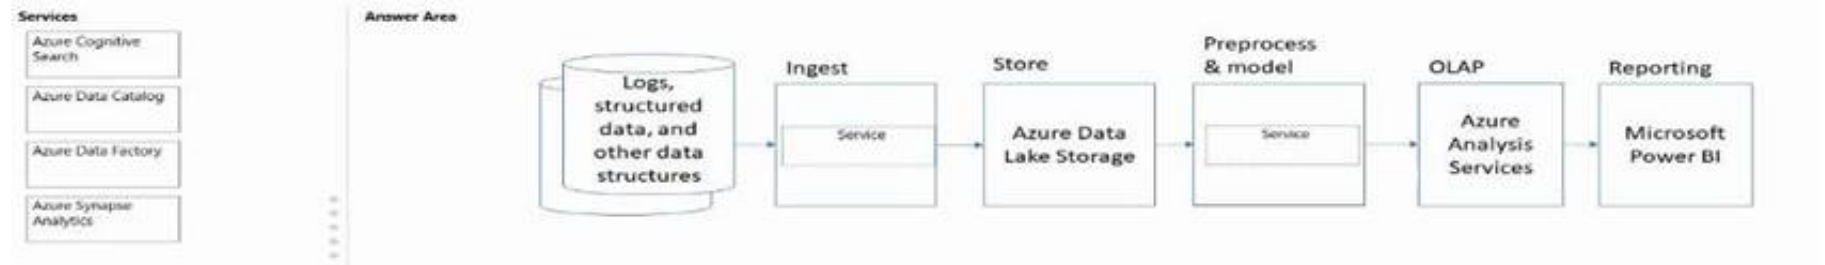 Services
Azure Cognitive
Search
Azure Data Catalog
Azure Data Factory
Azure Synapse
Analytics
Answer Area
Logs,
structured
data, and
other data
structures
Ingest
Service
Store
Azure Data
Lake Storage
Preprocess
& model
Service
OLAP
Azure
Analysis
Services
Reporting
Microsoft
Power BI